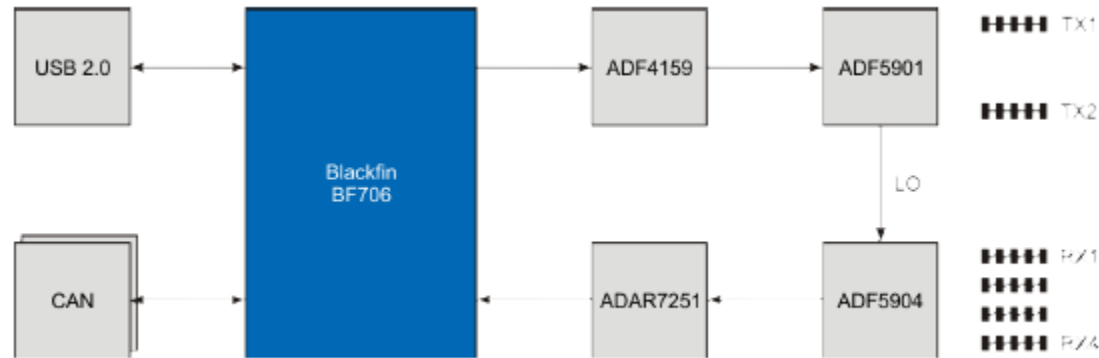 USB 2.0
Blackfin
BF706
ADF4159
ADF5901
TX1
TX2
LO
CAN
ADAR7251
ADF5904
RX1
RX4